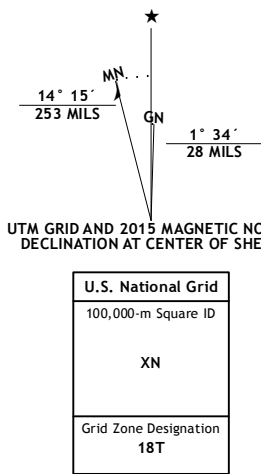 ★
MN
14° 15´
253 MILS
GN
1° 34´
28 MILS
UTM GRID AND 2015 MAGNETIC NO
DECLINATION AT CENTER OF SHE
U.S. National Grid
100,000-m Square ID
XN
Grid Zone Designation
18T